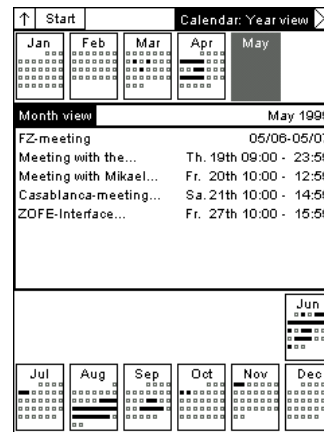 ↑ Start Calendar: Year view
Jan Feb Mar Apr May
Month view May 199
FZ-meeting 05/06-05/07
Meeting with the... Th. 19th 09:00 - 23:5
Meeting with Mikael... Fr. 20th 10:00 - 12:5
Casablanca-meeting... Sa. 21th 10:00 - 14:5
ZOFE-Interface... Fr. 27th 10:00 - 15:5
Jun
Jul Aug Sep Oct Nov Dec